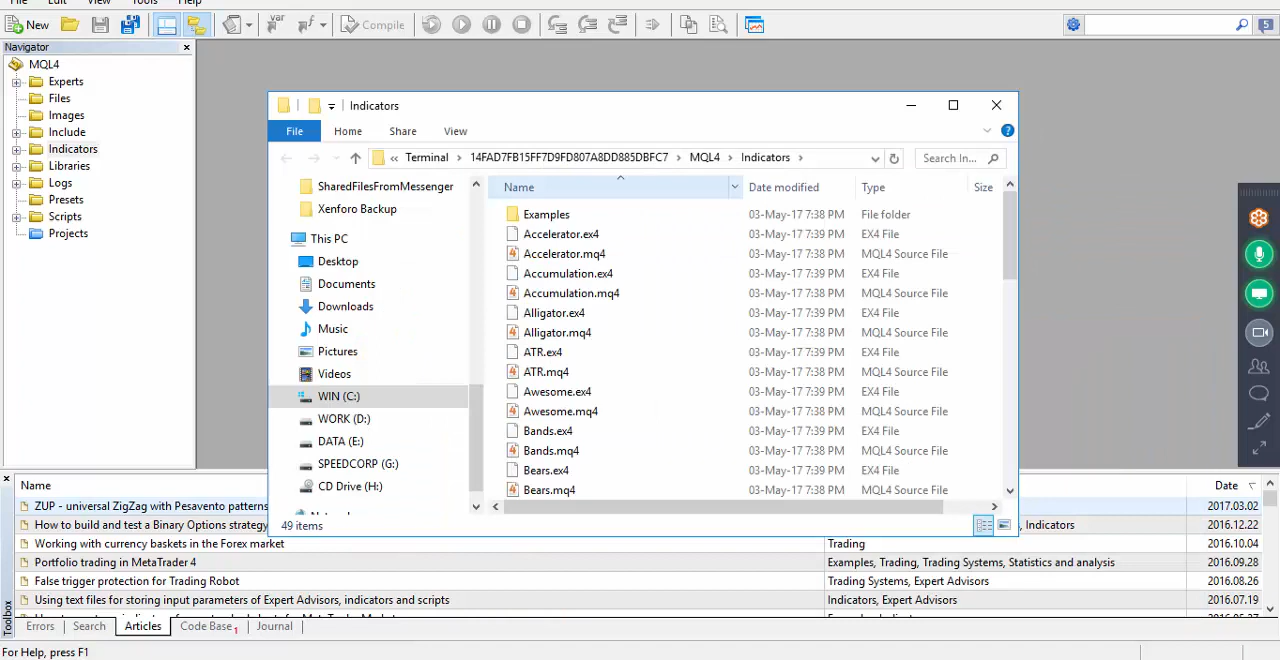 File Edit View Tools Help
New
var
Compile
5
Navigator
MQL4
Experts
Files
Images
Include
Indicators
Libraries
Logs
Presets
Scripts
Projects
Indicators
File Home Share View
« Terminal > 14FAD7FB15FF7D9FD807A8DD885DBFC7 > MQL4 > Indicators >
Search In...
SharedFilesFromMessenger
Xenforo Backup
This PC
Desktop
Documents
Downloads
Music
Pictures
Videos
WIN (C:)
WORK (D:)
DATA (E:)
SPEEDCORP (G:)
CD Drive (H:)
Name Date modified Type Size
Examples 03-May-17 7:38 PM File folder
Accelerator.ex4 03-May-17 7:39 PM EX4 File
Accelerator.mq4 03-May-17 7:38 PM MQL4 Source File
Accumulation.ex4 03-May-17 7:39 PM EX4 File
Accumulation.mq4 03-May-17 7:38 PM MQL4 Source File
Alligator.ex4 03-May-17 7:39 PM EX4 File
Alligator.mq4 03-May-17 7:38 PM MQL4 Source File
ATR.ex4 03-May-17 7:39 PM EX4 File
ATR.mq4 03-May-17 7:38 PM MQL4 Source File
Awesome.ex4 03-May-17 7:39 PM EX4 File
Awesome.mq4 03-May-17 7:38 PM MQL4 Source File
Bands.ex4 03-May-17 7:39 PM EX4 File
Bands.mq4 03-May-17 7:38 PM MQL4 Source File
Bears.ex4 03-May-17 7:39 PM EX4 File
Bears.mq4 03-May-17 7:38 PM MQL4 Source File
49 items
Toolbox
Name Date
ZUP - universal ZigZag with Pesavento patterns 2017.03.02
How to build and test a Binary Options strategy , Indicators 2016.12.22
Working with currency baskets in the Forex market Trading 2016.10.04
Portfolio trading in MetaTrader 4 Examples, Trading, Trading Systems, Statistics and analysis 2016.09.28
False trigger protection for Trading Robot Trading Systems, Expert Advisors 2016.08.26
Using text files for storing input parameters of Expert Advisors, indicators and scripts Indicators, Expert Advisors 2016.07.19
Errors Search Articles Code Base 1 Journal
For Help, press F1